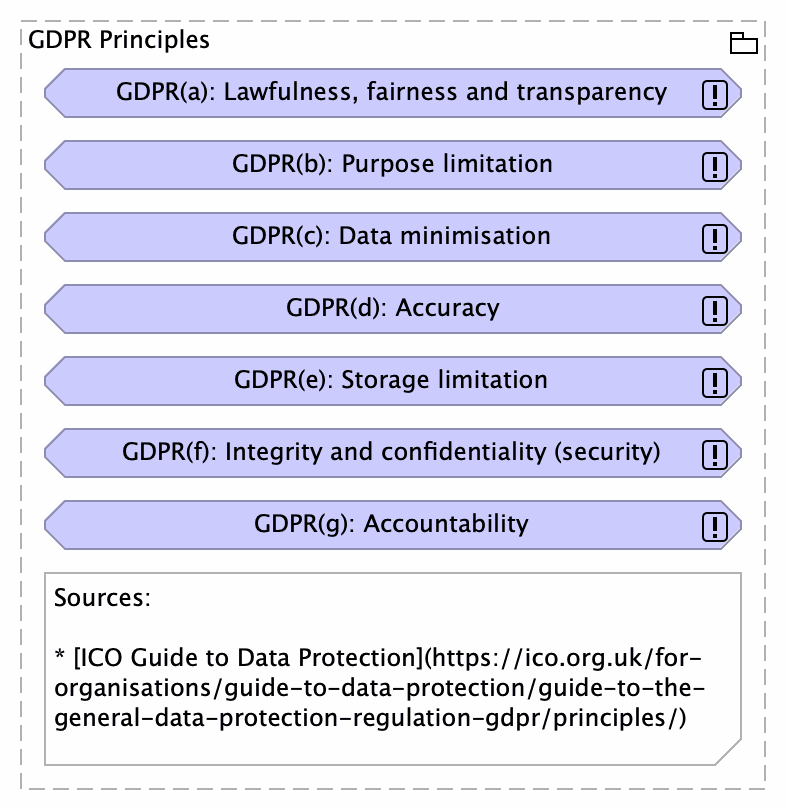 GDPR Principles
GDPR(a): Lawfulness, fairness and transparency
GDPR(b): Purpose limitation
GDPR(c): Data minimisation
GDPR(d): Accuracy
GDPR(e): Storage limitation
GDPR(f): Integrity and confidentiality (security)
GDPR(g): Accountability
Sources:
* [ICO Guide to Data Protection](https://ico.org.uk/for-
organisations/guide-to-data-protection/guide-to-the-
general-data-protection-regulation-gdpr/principles/)